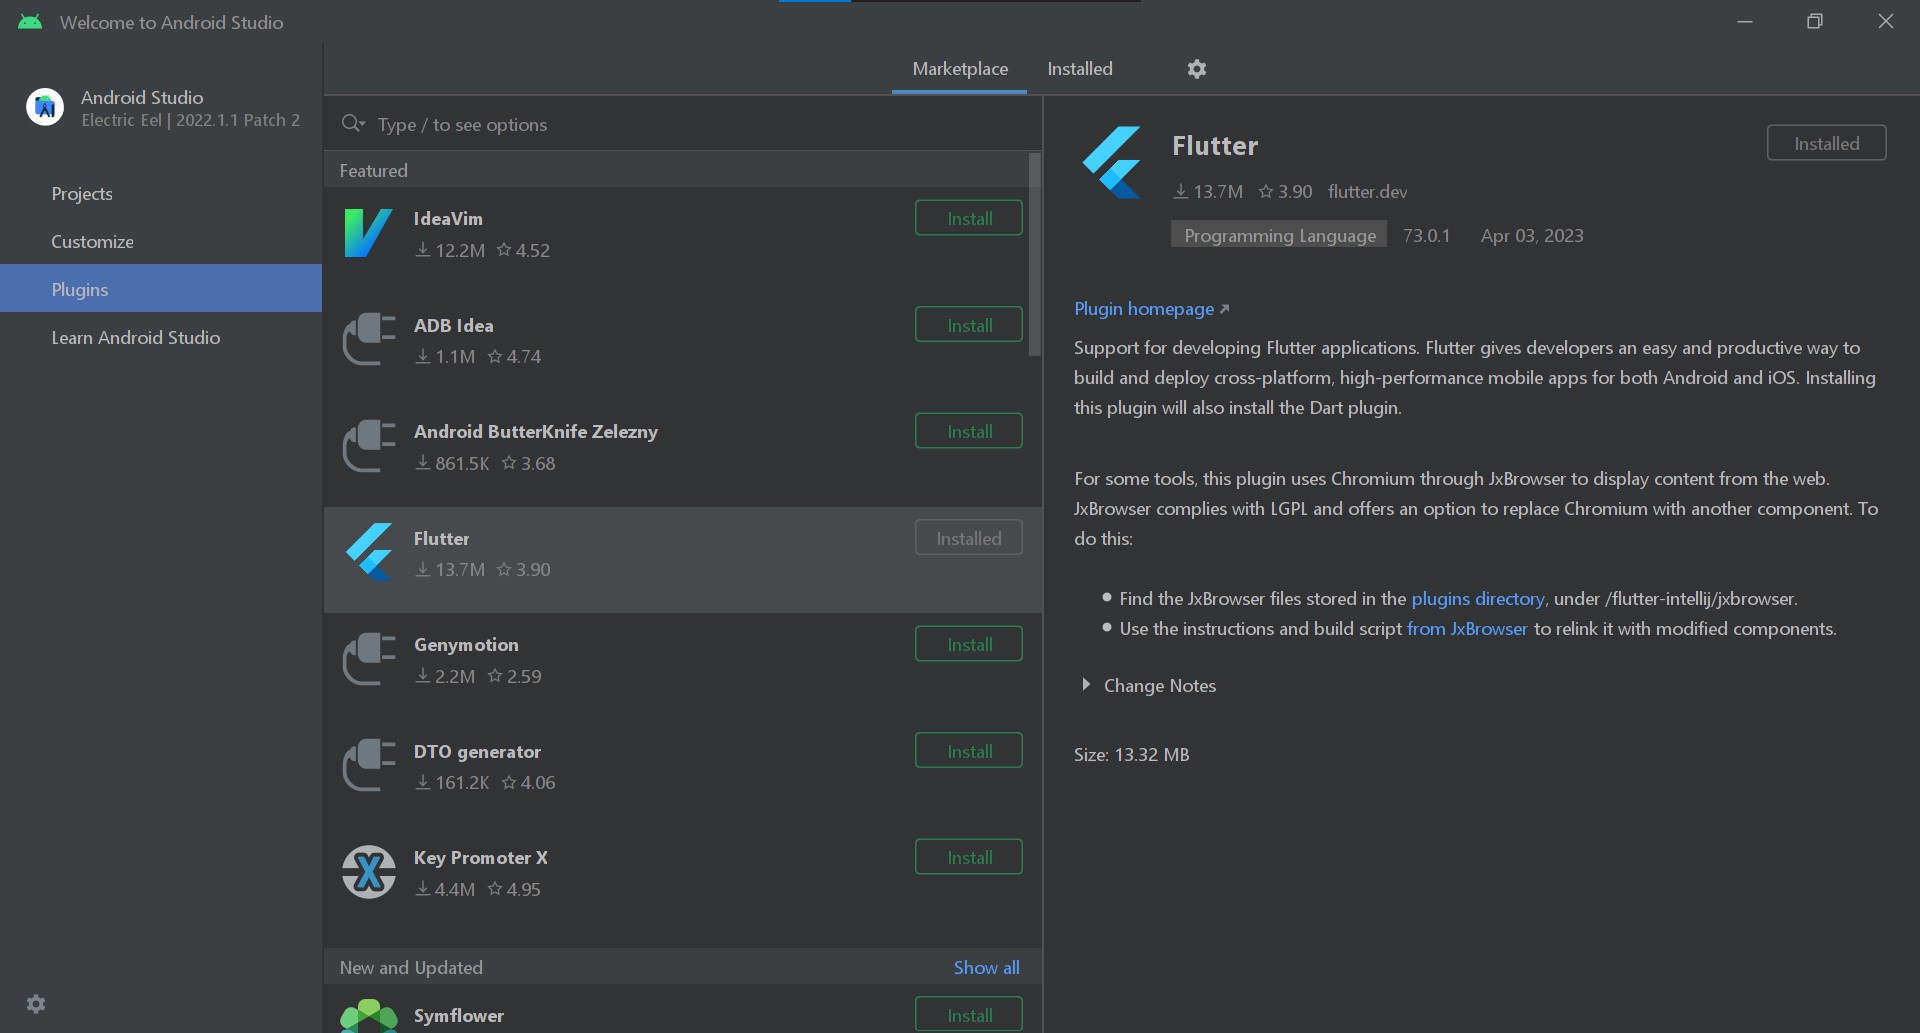 Welcome to Android Studio
Android Studio
Electric Eel | 2022.1.1 Patch 2
Projects
Customize
Plugins
Learn Android Studio
Marketplace
Installed
Type / to see options
Featured
IdeaVim
12.2M 4.52
Install
ADB Idea
1.1M 4.74
Install
Android ButterKnife Zelezny
861.5K 3.68
Install
Flutter
13.7M 3.90
Installed
Genymotion
2.2M 2.59
Install
DTO generator
161.2K 4.06
Install
Key Promoter X
4.4M 4.95
Install
New and Updated
Show all
Symflower
Install
Flutter
Installed
13.7M 3.90 flutter.dev
Programming Language 73.0.1 Apr 03, 2023
Plugin homepage
Support for developing Flutter applications. Flutter gives developers an easy and productive way to
build and deploy cross-platform, high-performance mobile apps for both Android and iOS. Installing
this plugin will also install the Dart plugin.
For some tools, this plugin uses Chromium through JxBrowser to display content from the web.
JxBrowser complies with LGPL and offers an option to replace Chromium with another component. To
do this:
Find the JxBrowser files stored in the plugins directory, under /flutter-intellij/jxbrowser.
Use the instructions and build script from JxBrowser to relink it with modified components.
Change Notes
Size: 13.32 MB